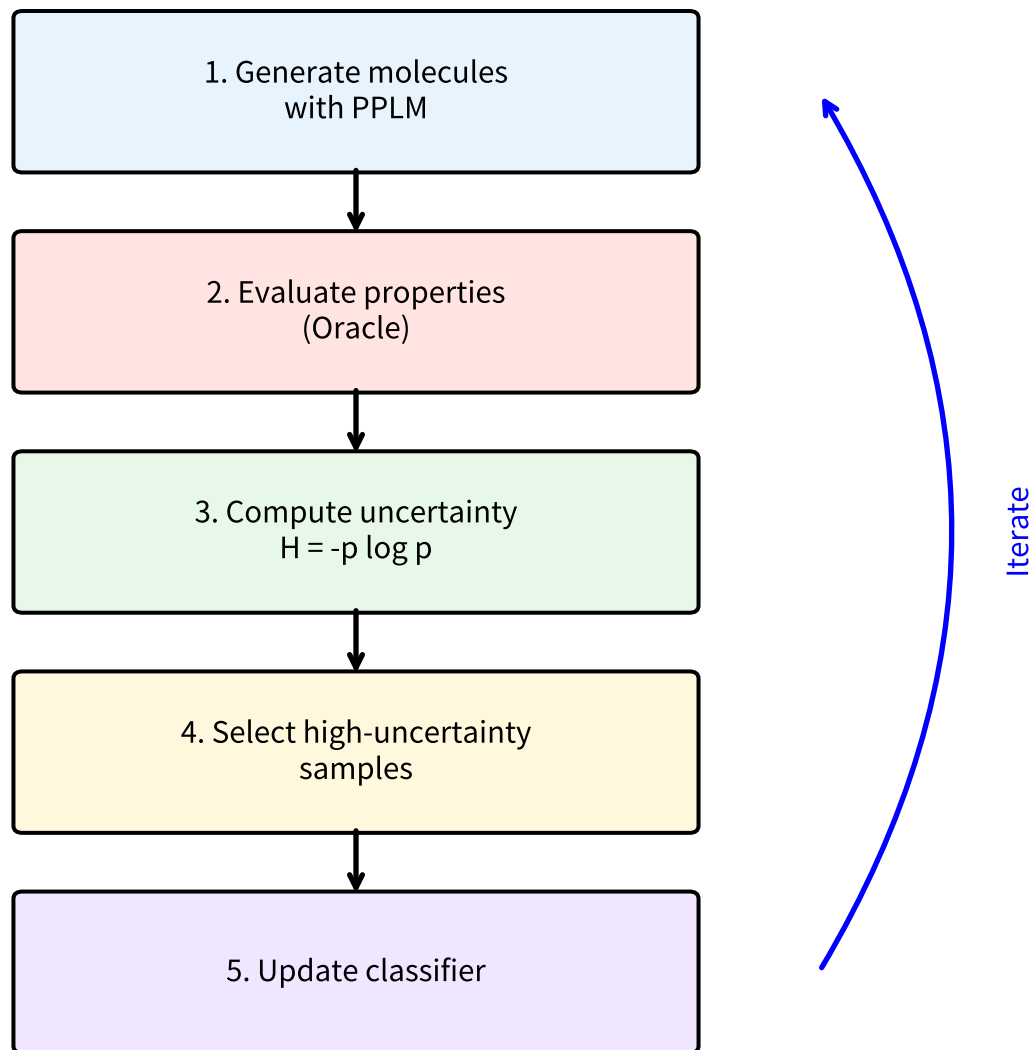 1. Generate molecules
with PPLM
2. Evaluate properties
(Oracle)
3. Compute uncertainty
H = -p log p
4. Select high-uncertainty
samples
5. Update classifier
Iterate